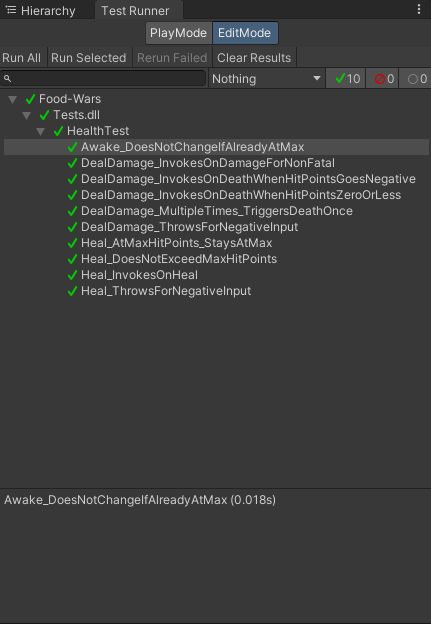 Hierarchy Test Runner
PlayMode EditMode
Run All Run Selected Rerun Failed Clear Results
Nothing 10 0 0
Food-Wars
Tests.dll
HealthTest
Awake_DoesNotChangeIfAlreadyAtMax
DealDamage_InvokesOnDamageForNonFatal
DealDamage_InvokesOnDeathWhenHitPointsGoesNegative
DealDamage_InvokesOnDeathWhenHitPointsZeroOrLess
DealDamage_MultipleTimes_TriggersDeathOnce
DealDamage_ThrowsForNegativeInput
Heal_AtMaxHitPoints_StaysAtMax
Heal_DoesNotExceedMaxHitPoints
Heal_InvokesOnHeal
Heal_ThrowsForNegativeInput
Awake_DoesNotChangeIfAlreadyAtMax (0.018s)